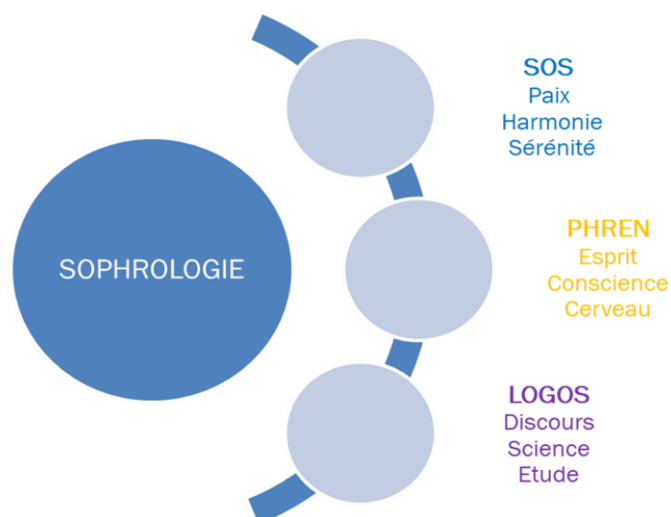 SOPHROLOGIE
SOS
Paix
Harmonie
Sérénité
PHREN
Esprit
Conscience
Cerveau
LOGOS
Discours
Science
Etude